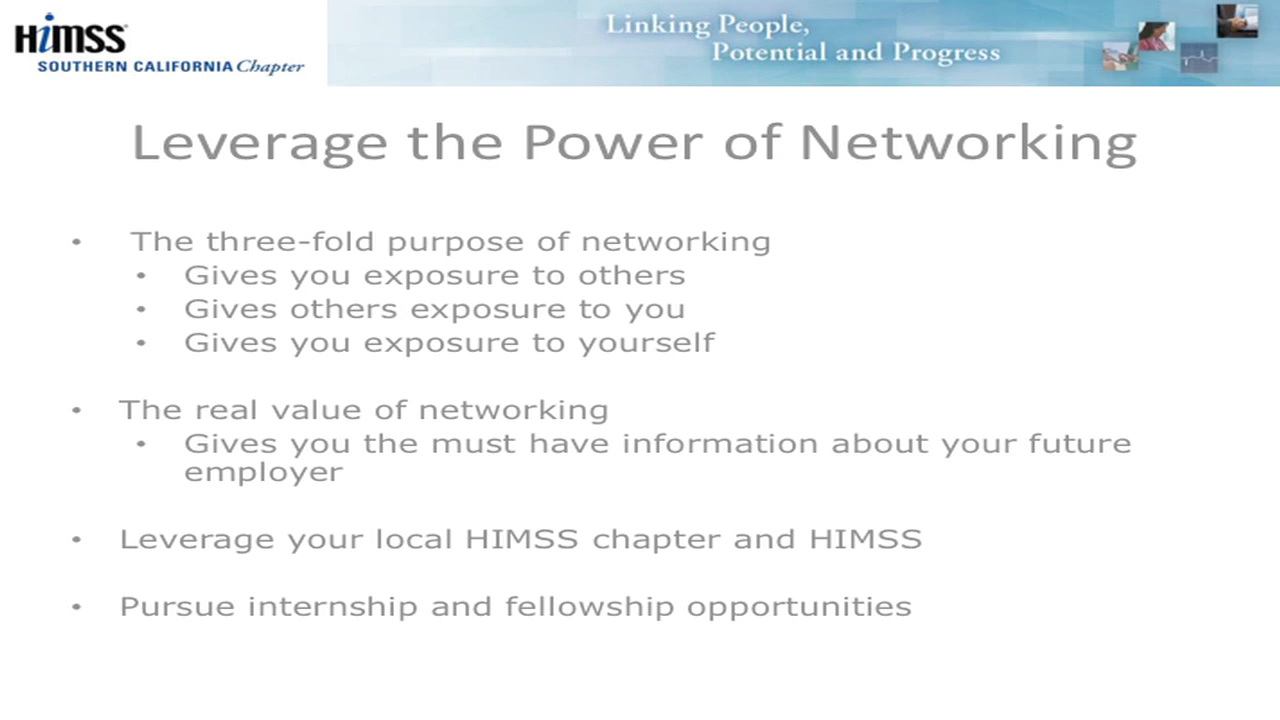 HiMSS®
SOUTHERN CALIFORNIA Chapter
Linking People,
Potential and Progress
Leverage the Power of Networking
• The three-fold purpose of networking
• Gives you exposure to others
• Gives others exposure to you
• Gives you exposure to yourself
• The real value of networking
• Gives you the must have information about your future
employer
• Leverage your local HIMSS chapter and HIMSS
• Pursue internship and fellowship opportunities